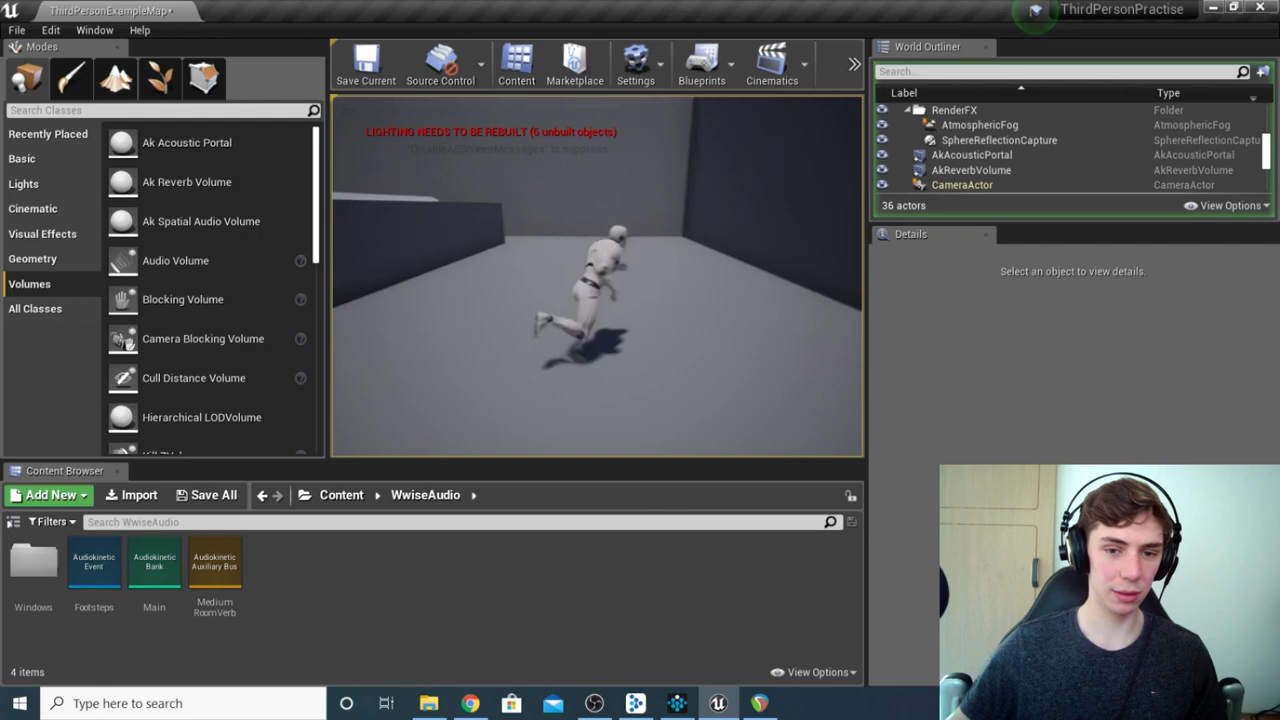 ThirdPersonExampleMap*
ThirdPersonPractise
File Edit Window Help
Modes
Search Classes
Recently Placed
Basic
Lights
Cinematic
Visual Effects
Geometry
Volumes
All Classes
Ak Acoustic Portal
Ak Reverb Volume
Ak Spatial Audio Volume
Audio Volume
Blocking Volume
Camera Blocking Volume
Cull Distance Volume
Hierarchical LODVolume
Save Current Source Control Content Marketplace Settings Blueprints Cinematics
LIGHTING NEEDS TO BE REBUILT (6 unbuilt objects)
'DisableAllScreenMessages' to suppress
World Outliner
Search...
Label Type
RenderFX Folder
AtmosphericFog AtmosphericFog
SphereReflectionCapture SphereReflectionCaptu
AkAcousticPortal AkAcousticPortal
AkReverbVolume AkReverbVolume
CameraActor CameraActor
36 actors View Options
Details
Select an object to view details.
Content Browser
Add New Import Save All Content WwiseAudio
Filters Search WwiseAudio
Audiokinetic
Event
Audiokinetic
Bank
Audiokinetic
Auxiliary Bus
Windows Footsteps Main Medium
RoomVerb
4 items View Options
Type here to search